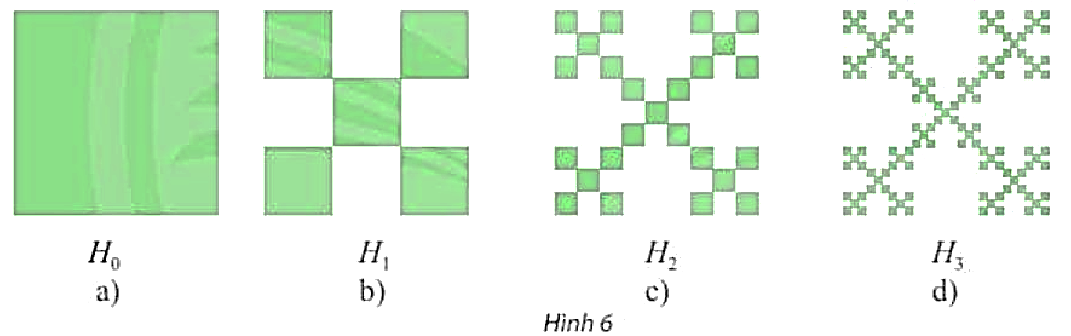 H₀ H₁ H₂ H₃
a) b) c) d)
Hình 6